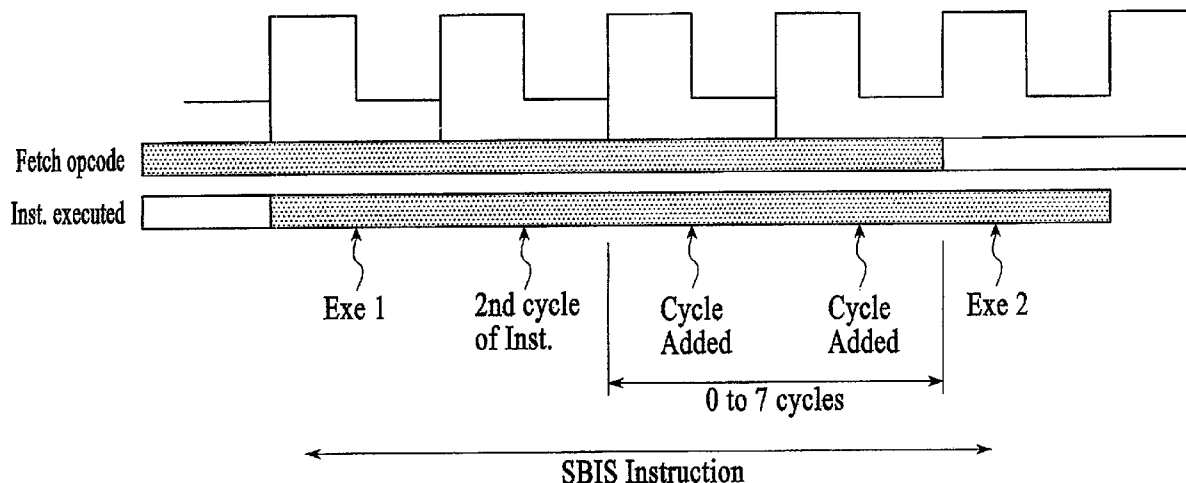 Fetch opcode
Inst. executed
Exe 1
2nd cycle
of Inst.
Cycle
Added
Cycle
Added
Exe 2
0 to 7 cycles
SBIS Instruction